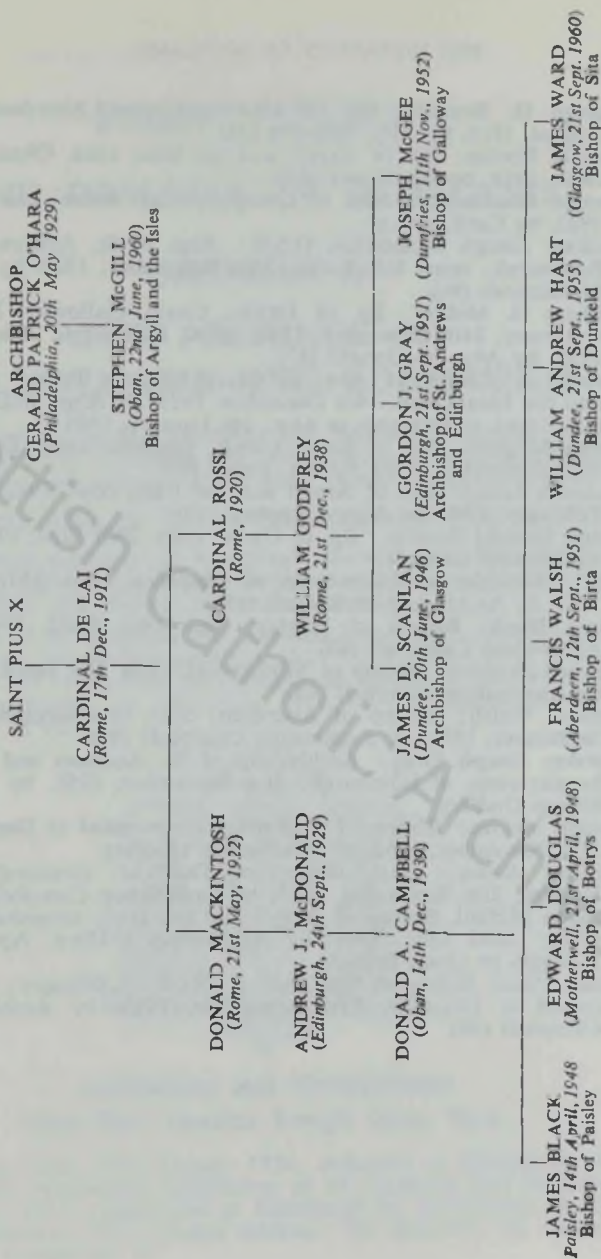 SAINT PIUS X
ARCHBISHOP
GERALD PATRICK O'HARA
(Philadelphia, 20th May 1929)
CARDINAL DE LAI
(Rome, 17th Dec., 1911)
STEPHEN McGILL
(Oban, 22nd June, 1960)
Bishop of Argyll and the Isles
DONALD MACKINTOSH
(Rome, 21st May, 1922)
CARDINAL ROSSI
(Rome, 1920)
ANDREW J. McDONALD
(Edinburgh, 24th Sept.. 1929)
WILLIAM GODFREY
(Rome, 21st Dec., 1938)
DONALD A. CAMPBELL
(Oban, 14th Dec., 1939)
JAMES D. SCANLAN
(Dundee, 20th June, 1946)
Archbishop of Glasgow
GORDON J. GRAY
(Edinburgh, 21st Sept. 1951)
Archbishop of St. Andrews
and Edinburgh
JOSEPH McGEE
(Dumfries, 11th Nov., 1952)
Bishop of Galloway
JAMES BLACK
Paisley, 14th April, 1948
Bishop of Paisley
EDWARD DOUGLAS
(Motherwell, 21st April, 1948)
Bishop of Botrys
FRANCIS WALSH
(Aberdeen, 12th Sept., 1951)
Bishop of Birta
WILLIAM ANDREW HART
(Dundee, 21st Sept., 1955)
Bishop of Dunkeld
JAMES WARD
(Glasgow, 21st Sept. 1960)
Bishop of Sita
ttish Catholic Arch